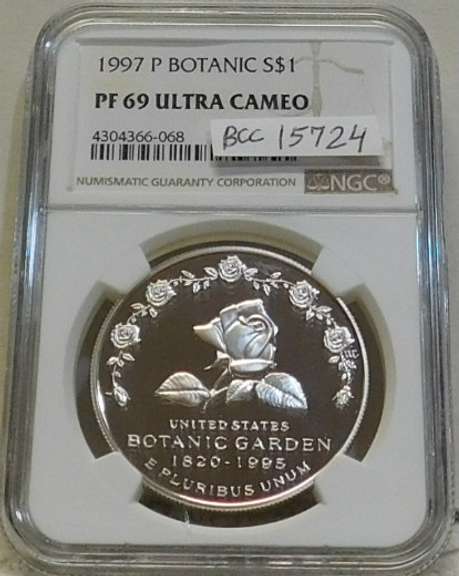 1997 P BOTANIC S$1
PF 69 ULTRA CAMEO
4304366-068
BCC 15724
NUMISMATIC GUARANTY CORPORATION NGC®
UNITED STATES
BOTANIC GARDEN
1820-1995
E PLURIBUS UNUM